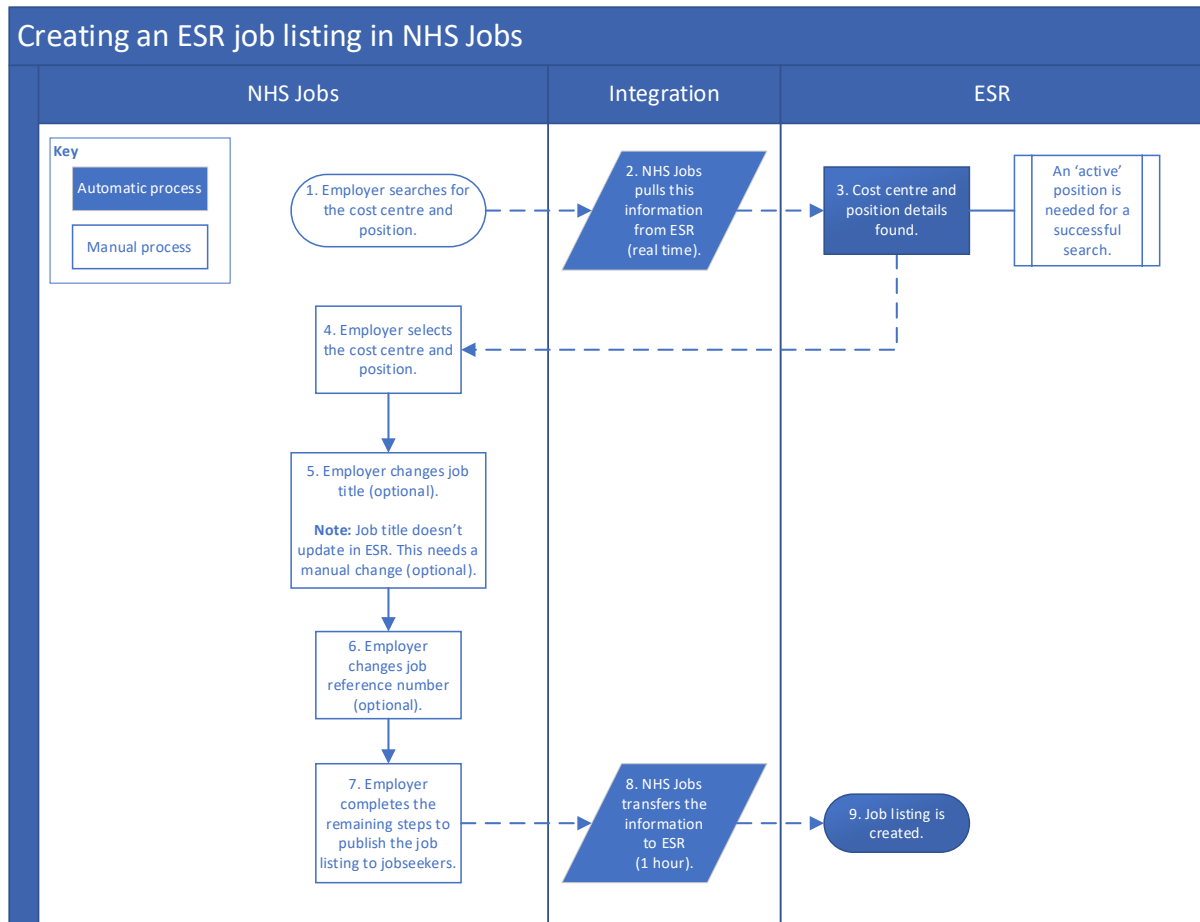 Creating an ESR job listing in NHS Jobs
NHS Jobs
Integration
ESR
Key
Automatic process
Manual process
1. Employer searches for
the cost centre and
position.
2. NHS Jobs
pulls this
information
from ESR
(real time).
3. Cost centre and
position details
found.
An ‘active’
position is
needed for a
successful
search.
4. Employer selects
the cost centre and
position.
5. Employer changes job
title (optional).
Note: Job title doesn’t
update in ESR. This needs a
manual change (optional).
6. Employer
changes job
reference number
(optional).
7. Employer
completes the
remaining steps to
publish the job
listing to jobseekers.
8. NHS Jobs
transfers the
information
to ESR
(1 hour).
9. Job listing is
created.